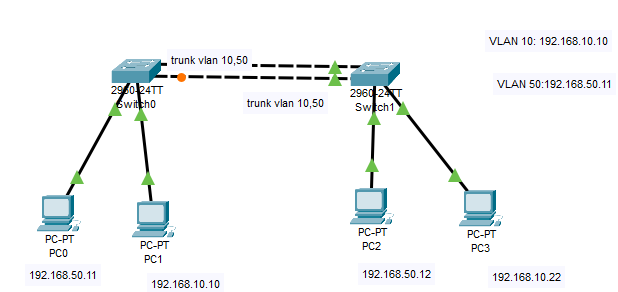 trunk vlan 10,50
VLAN 10: 192.168.10.10
2960-24TT
Switch0
2960-24TT
Switch1
VLAN 50:192.168.50.11
trunk vlan 10,50
PC-PT
PC0
PC-PT
PC1
PC-PT
PC2
PC-PT
PC3
192.168.50.11
192.168.10.10
192.168.50.12
192.168.10.22